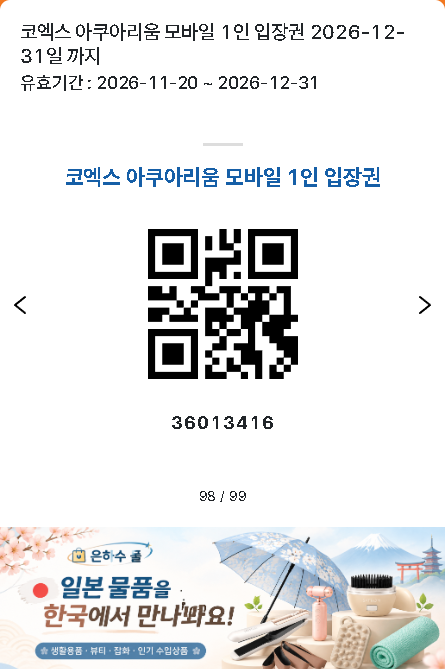 코엑스 아쿠아리움 모바일 1인 입장권 2026-12-
31일 까지
유효기간 : 2026-11-20 ~ 2026-12-31
코엑스 아쿠아리움 모바일 1인 입장권
36013416
98 / 99
은하수 몰
일본 물품을
한국에서 만나봐요!
생활용품 · 뷰티 · 잡화 · 인기 수입상품